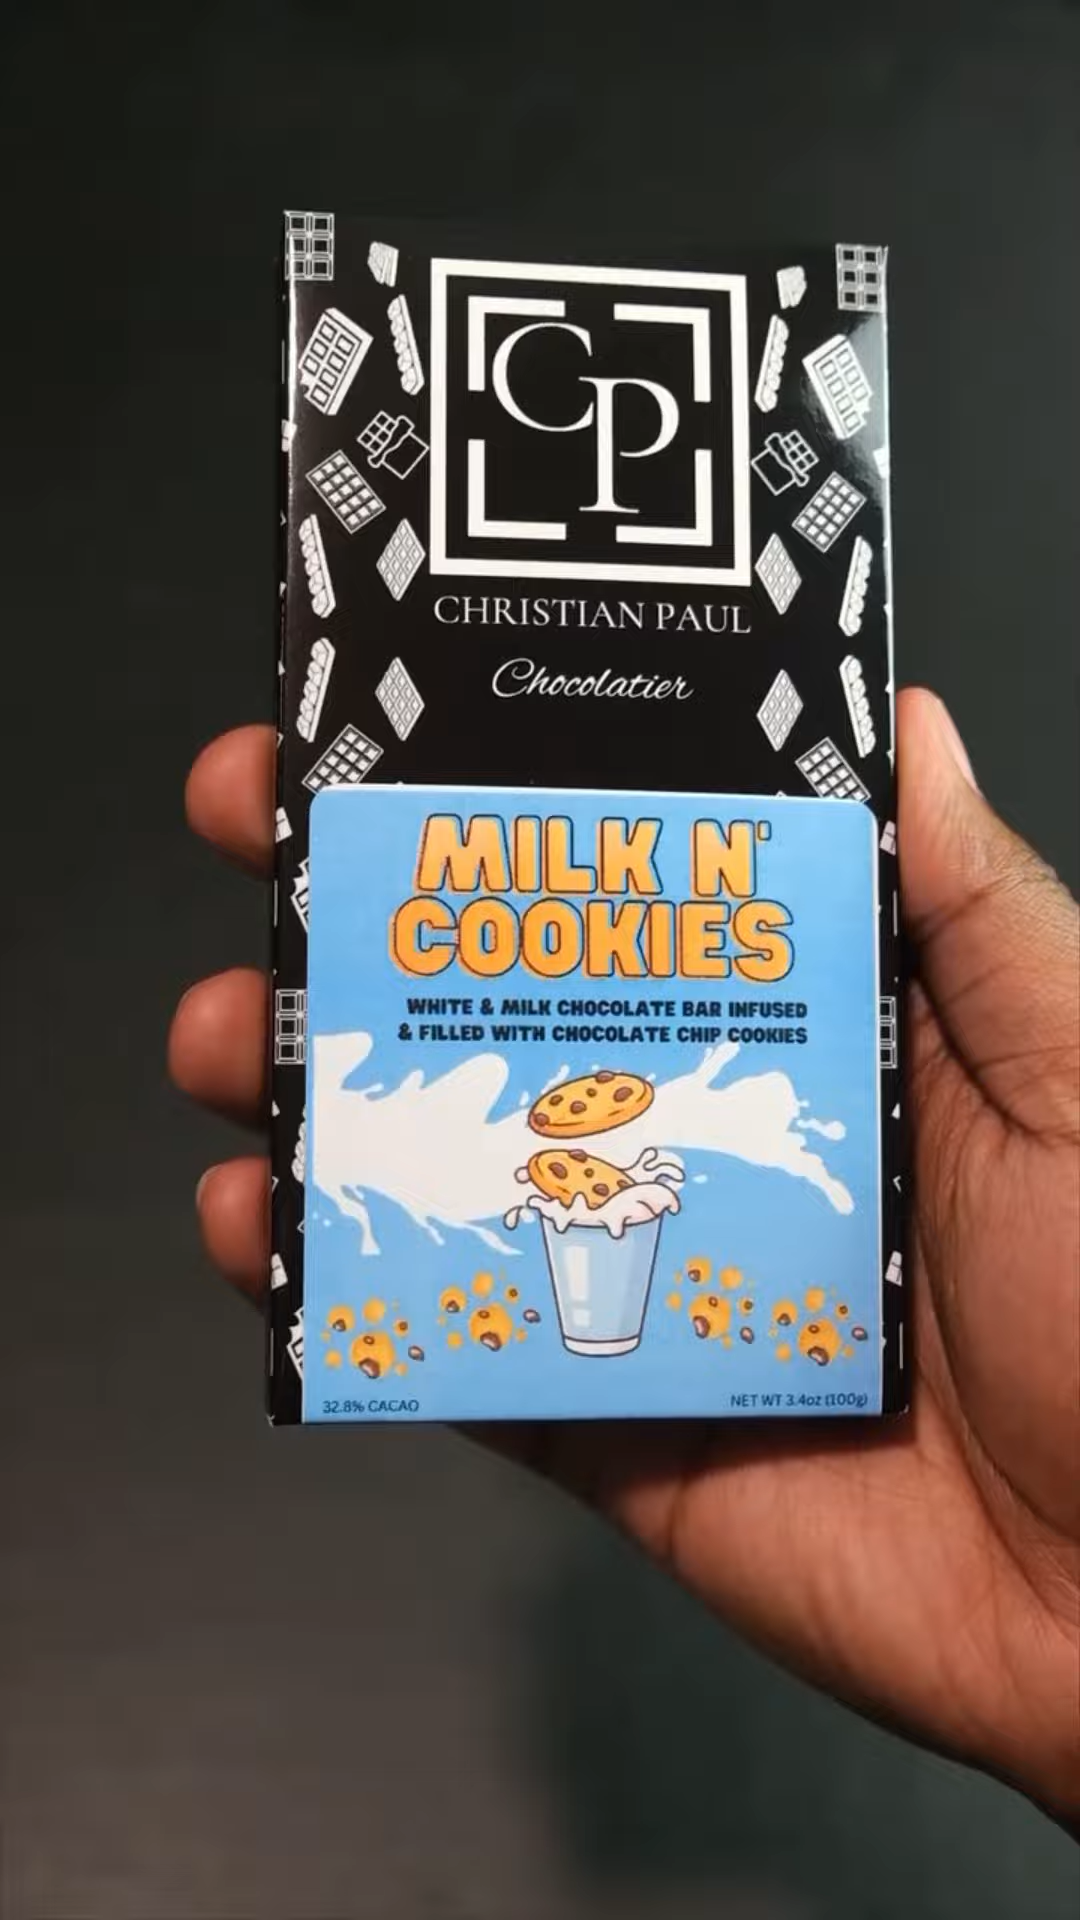 CP
CHRISTIAN PAUL
Chocolatier
MILK N'
COOKIES
WHITE & MILK CHOCOLATE BAR INFUSED
& FILLED WITH CHOCOLATE CHIP COOKIES
32.8% CACAO
NET WT 3.4oz (100g)